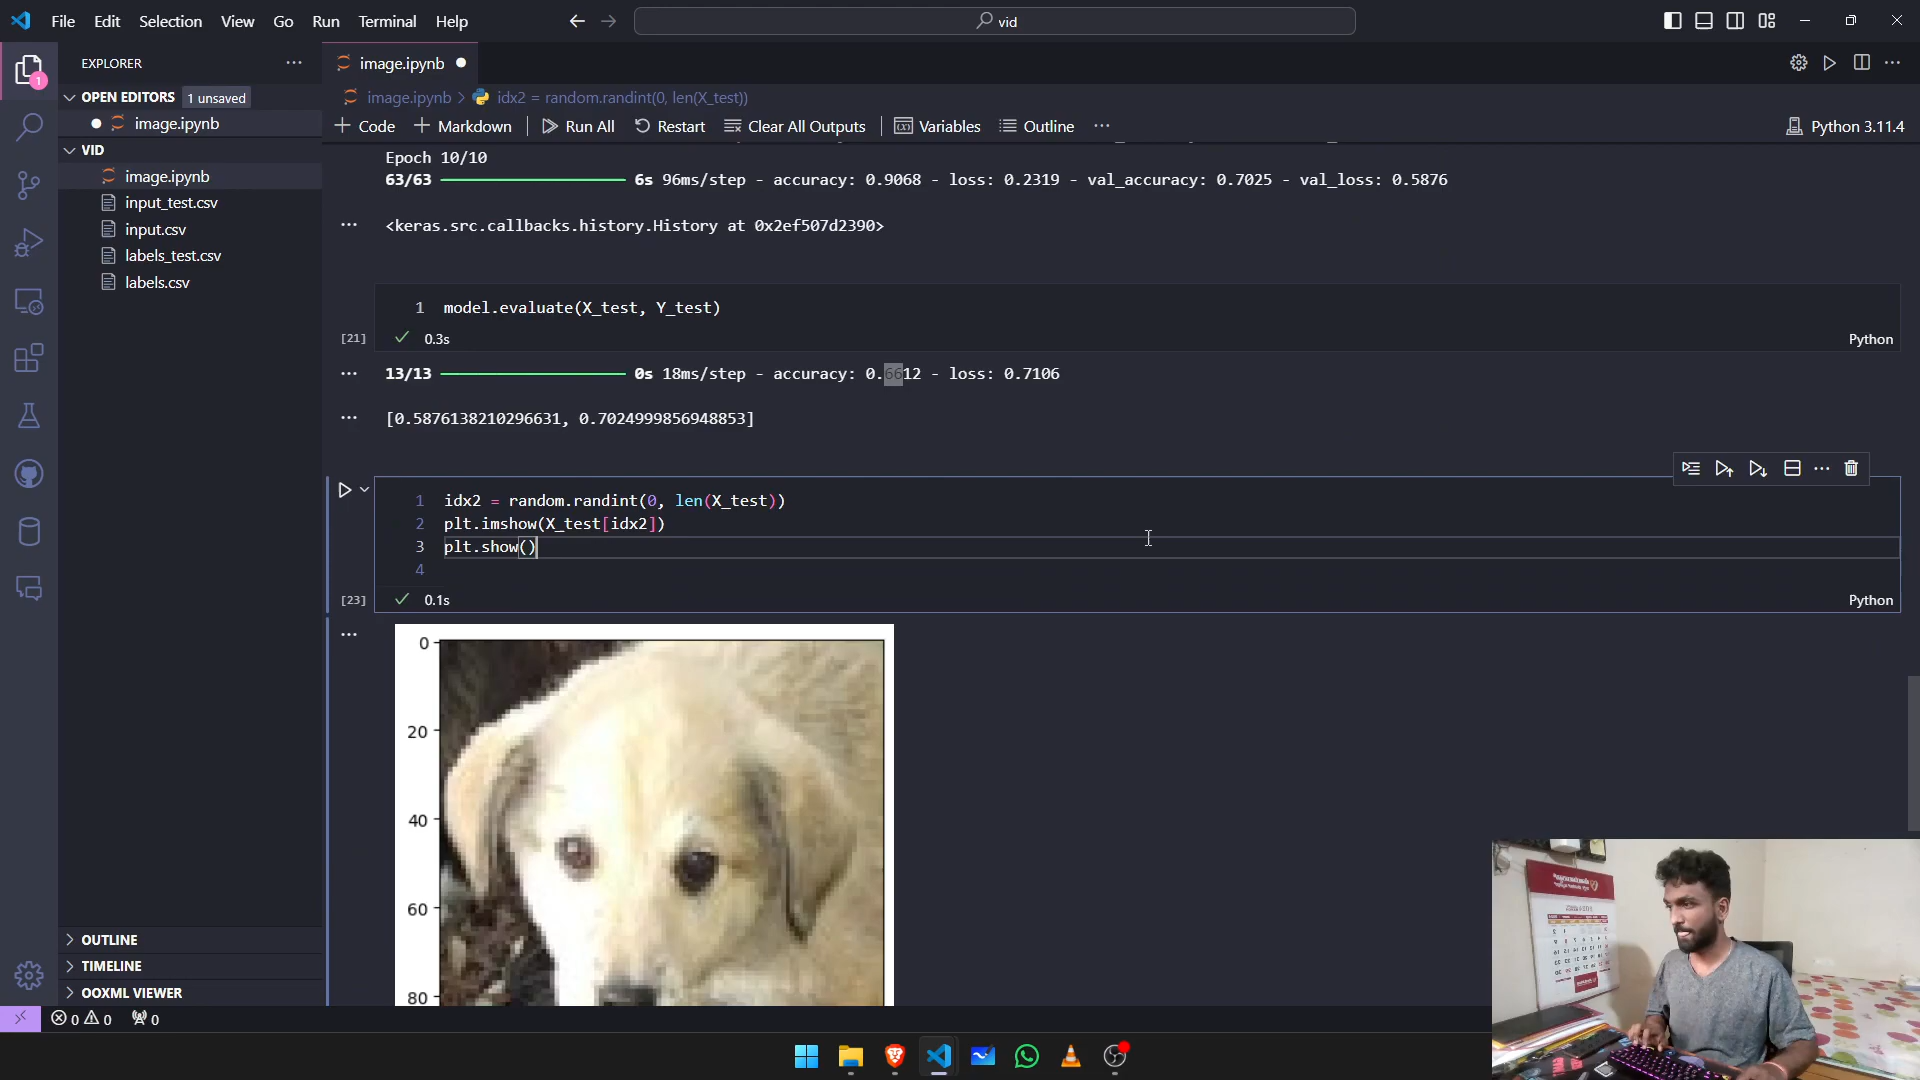 File Edit Selection View Go Run Terminal Help
vid
EXPLORER
1
OPEN EDITORS 1 unsaved
image.ipynb
VID
image.ipynb
input_test.csv
input.csv
labels_test.csv
labels.csv
OUTLINE
TIMELINE
OOXML VIEWER
image.ipynb
image.ipynb > idx2 = random.randint(0, len(X_test))
+ Code + Markdown Run All Restart Clear All Outputs Variables Outline ... Python 3.11.4
Epoch 10/10
63/63 6s 96ms/step - accuracy: 0.9068 - loss: 0.2319 - val_accuracy: 0.7025 - val_loss: 0.5876
<keras.src.callbacks.history.History at 0x2ef507d2390>
1 model.evaluate(X_test, Y_test)
[21] 0.3s Python
13/13 0s 18ms/step - accuracy: 0.6612 - loss: 0.7106
[0.5876138210296631, 0.7024999856948853]
1 idx2 = random.randint(0, len(X_test))
2 plt.imshow(X_test[idx2])
3 plt.show()
4
[23] 0.1s Python
0
20
40
60
80
0 0 0